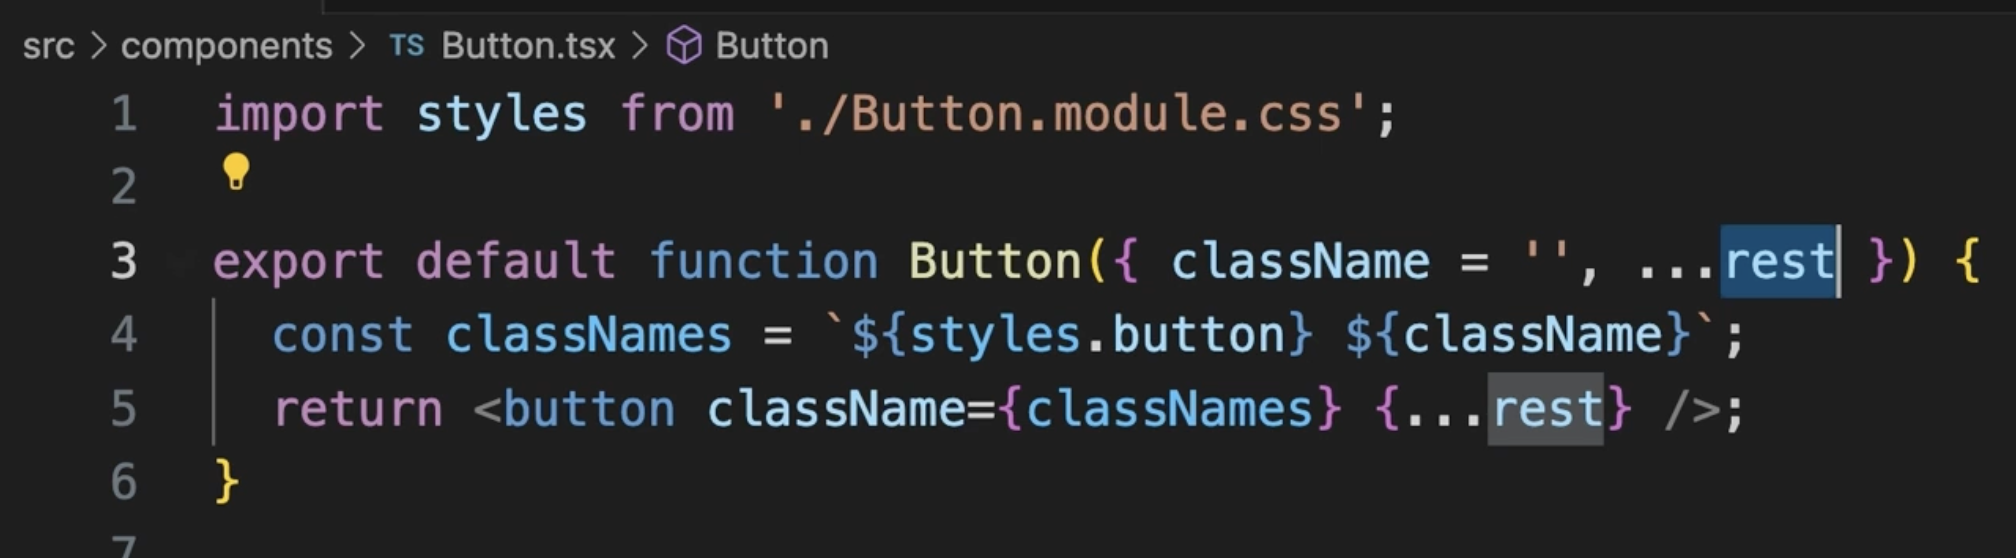 src > components > TS Button.tsx > Button
1 import styles from './Button.module.css';
2
3 export default function Button({ className = '', ...rest }) {
4   const classNames = `${styles.button} ${className}`;
5   return <button className={classNames} {...rest} />;
6 }
7